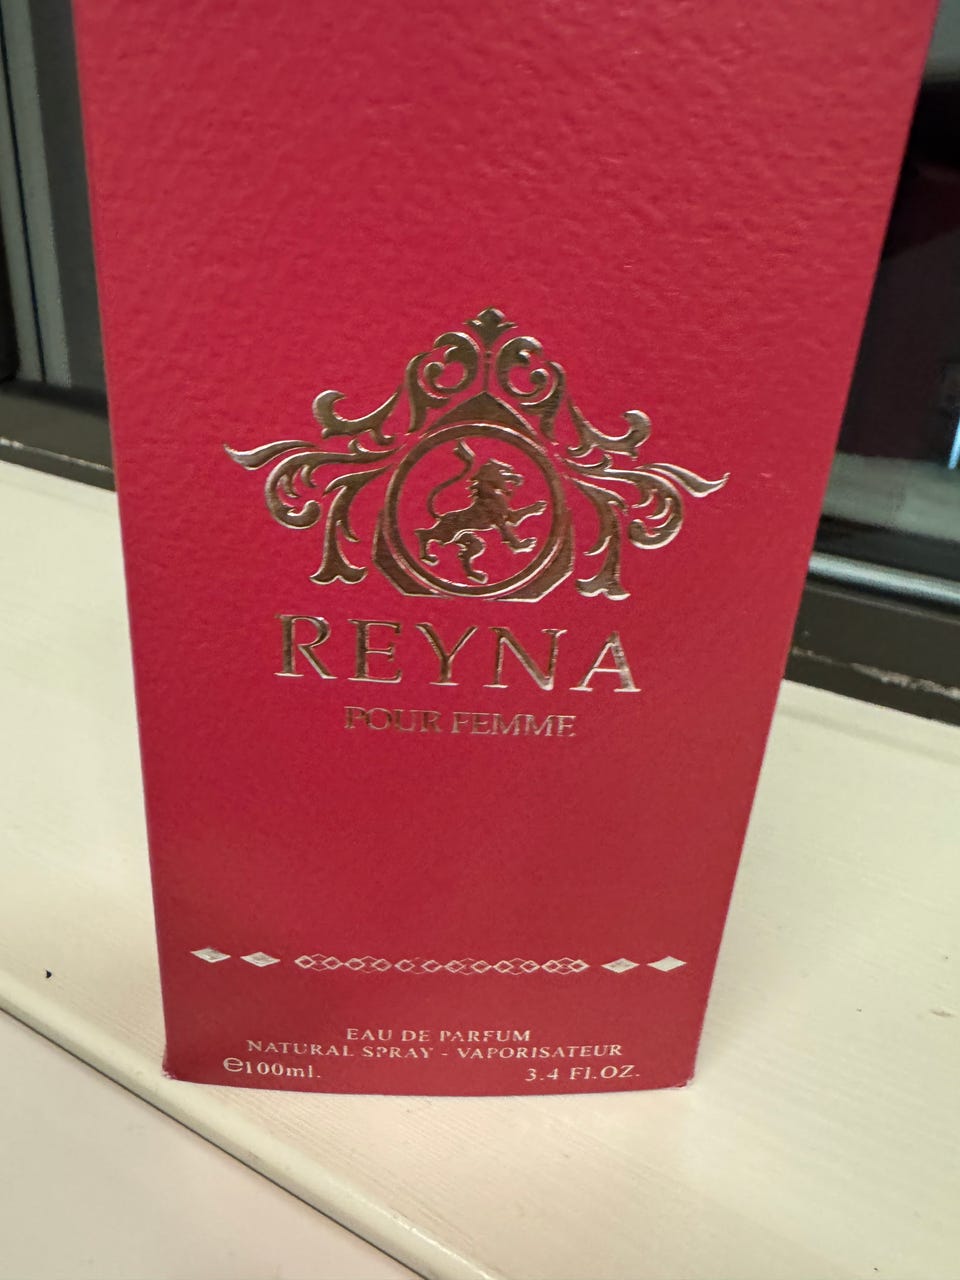 REYNA
POUR FEMME
EAU DE PARFUM
NATURAL SPRAY - VAPORISATEUR
℮100ml.
3.4 Fl.OZ.